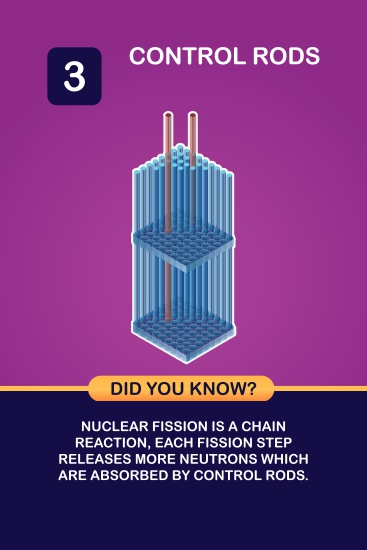 3
CONTROL RODS
DID YOU KNOW?
NUCLEAR FISSION IS A CHAIN
REACTION, EACH FISSION STEP
RELEASES MORE NEUTRONS WHICH
ARE ABSORBED BY CONTROL RODS.